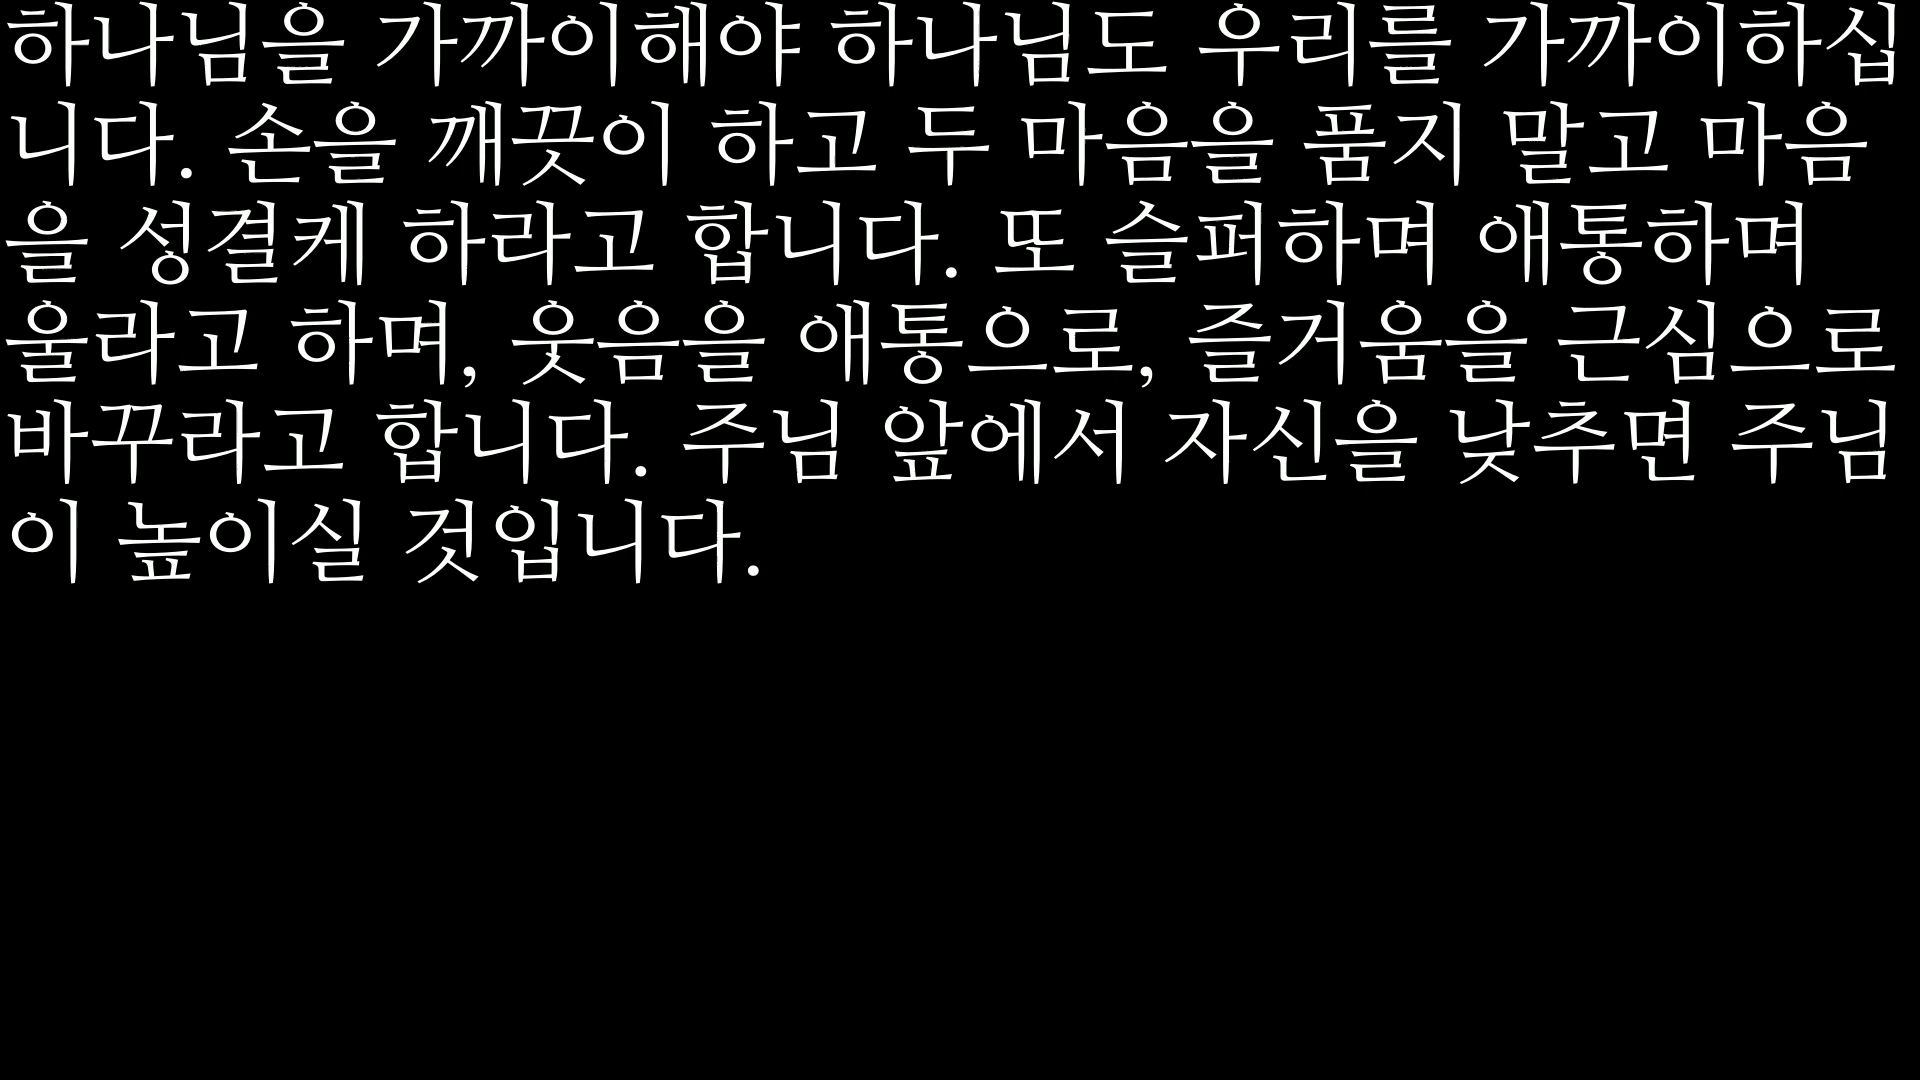 하나님을 가까이해야 하나님도 우리를 가까이하십
니다. 손을 깨끗이 하고 두 마음을 품지 말고 마음
을 성결케 하라고 합니다. 또 슬퍼하며 애통하며
울라고 하며, 웃음을 애통으로, 즐거움을 근심으로
바꾸라고 합니다. 주님 앞에서 자신을 낮추면 주님
이 높이실 것입니다.